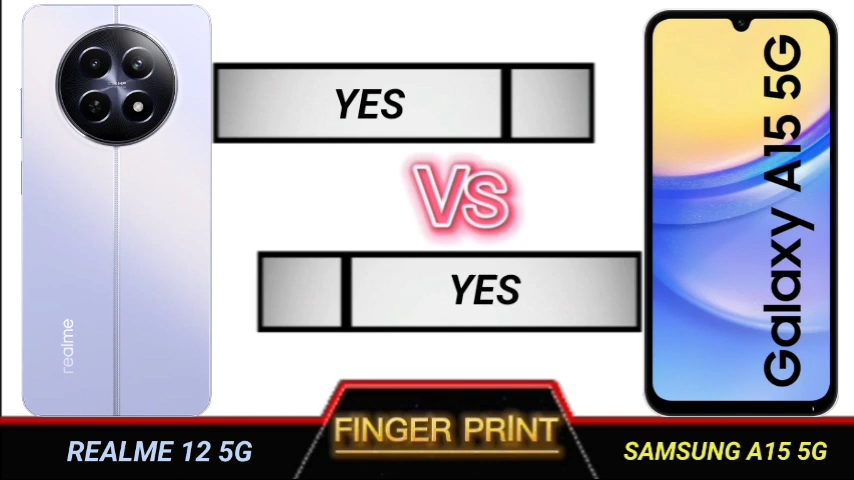 YES
VS
YES
realme
Galaxy A15 5G
FINGER PRINT
REALME 12 5G
SAMSUNG A15 5G